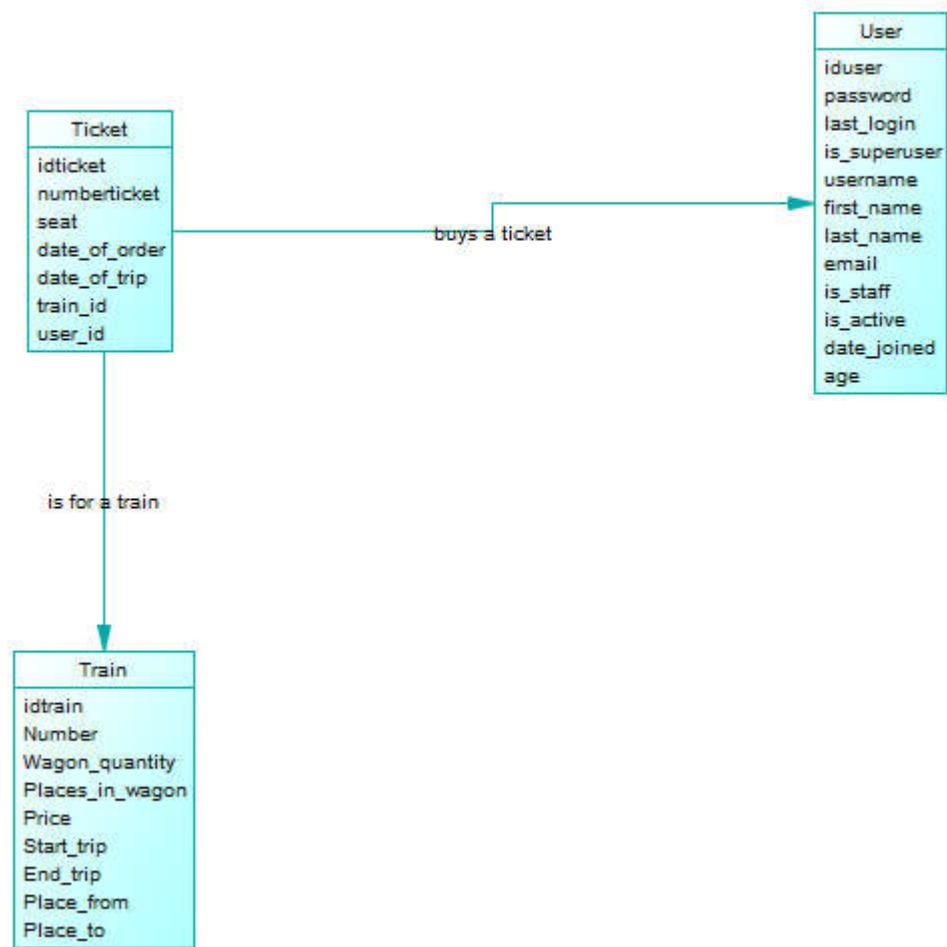 User
iduser
password
last_login
is_superuser
username
first_name
last_name
email
is_staff
is_active
date_joined
age
Ticket
idticket
numberticket
seat
date_of_order
date_of_trip
train_id
user_id
buys a ticket
is for a train
Train
idtrain
Number
Wagon_quantity
Places_in_wagon
Price
Start_trip
End_trip
Place_from
Place_to